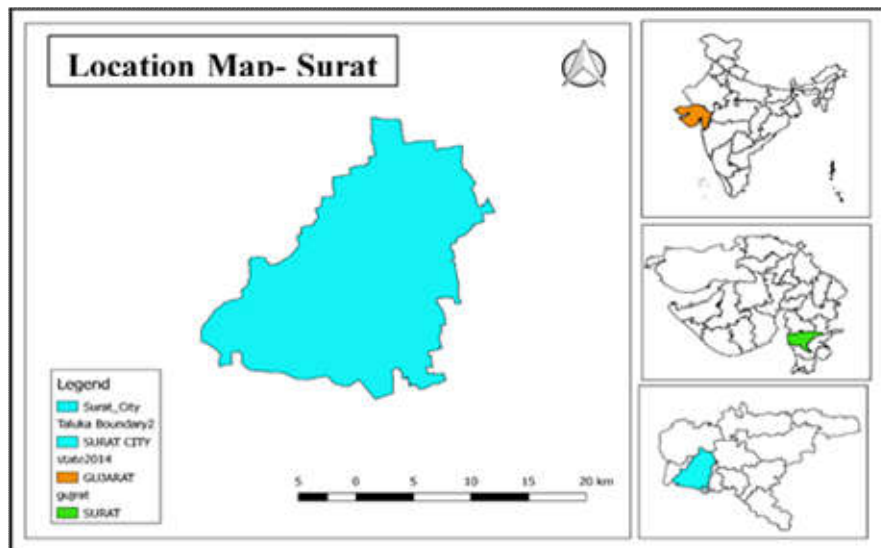 Location Map- Surat
Legend
Surat_City
Taluka Boundary2
SURAT CITY
state2014
GUJARAT
gujrat
SURAT
5 0 5 10 15 20 km